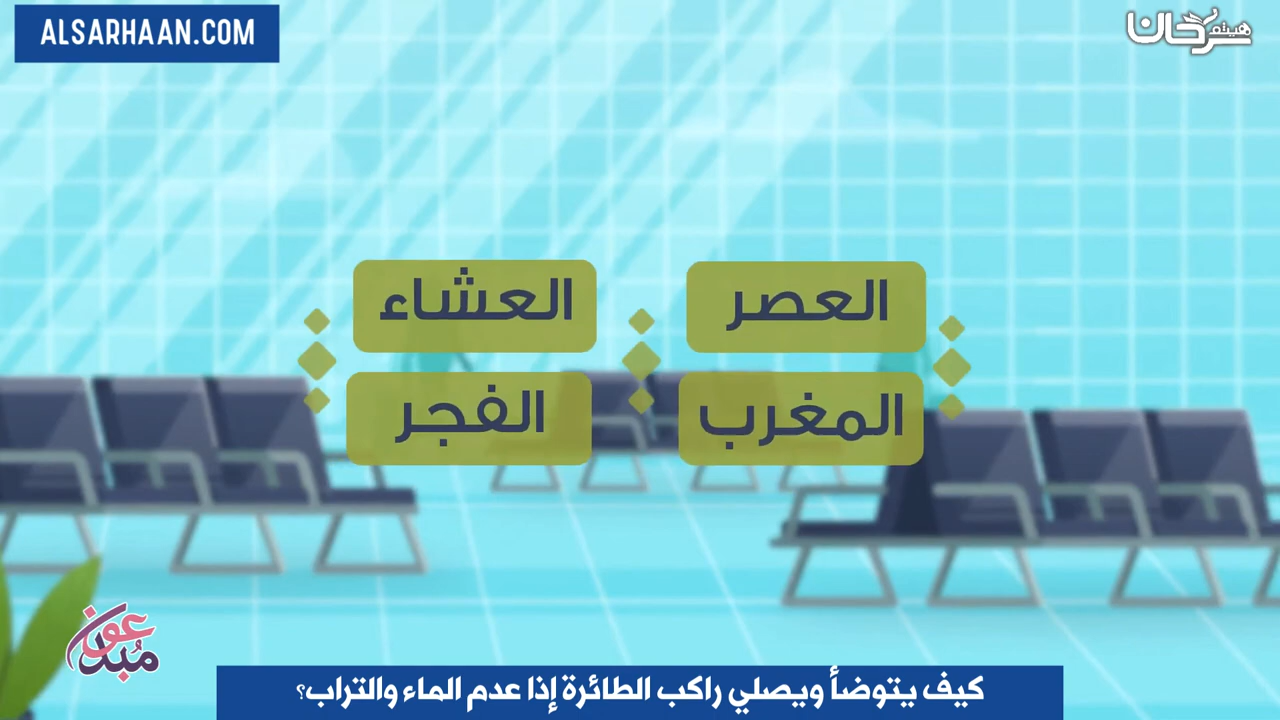 ALSARHAAN.COM
هيثم سرحان
العصر
العشاء
المغرب
الفجر
مبدعون
كيف يتوضأ ويصلي راكب الطائرة إذا عدم الماء والتراب؟